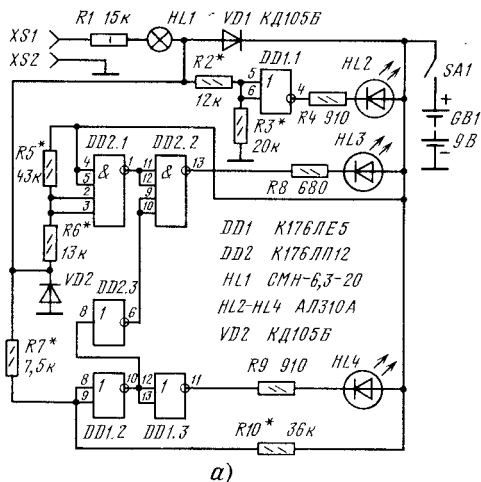 XS1 R1 15к HL1 VD1 КД105Б
XS2
R2* DD1.1 HL2 SA1
12к 5 6 1 4
R3* 20к R4 910 + GB1
9В −
DD2.1 DD2.2 HL3
R5* 43к 4 5 2 3 & 1 11 12 9 10 & 13
R8 680
R6* 13к
VD2
DD2.3
8 1 6
R7* 7,5к
DD1 К176ЛЕ5
DD2 К176ЛП12
HL1 СМН-6,3-20
HL2-HL4 АЛ310А
VD2 КД105Б
8 9 1 10 12 13 1 11 R9 910 HL4
DD1.2 DD1.3 R10* 36к
а)